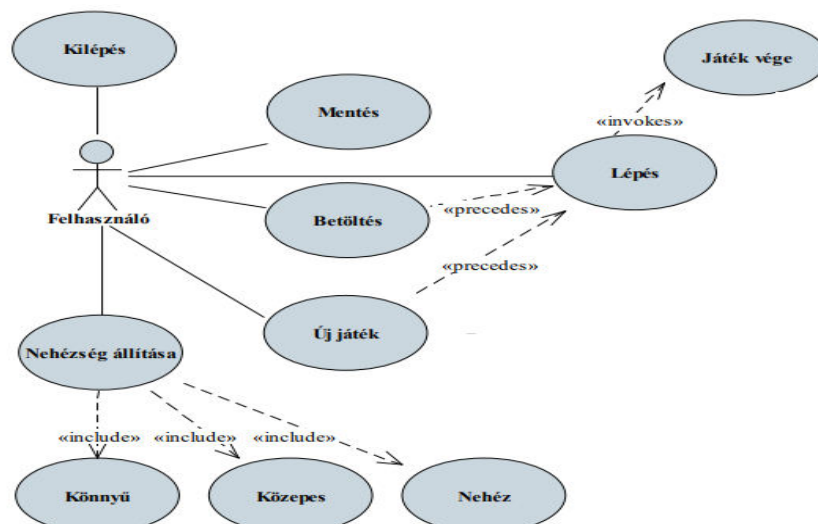 Kilépés
Játék vége
Mentés
«invokes»
Lépés
Felhasználó
Betöltés
«precedes»
«precedes»
Új játék
Nehézség állítása
«include»
«include»
«include»
Könnyű
Közepes
Nehéz